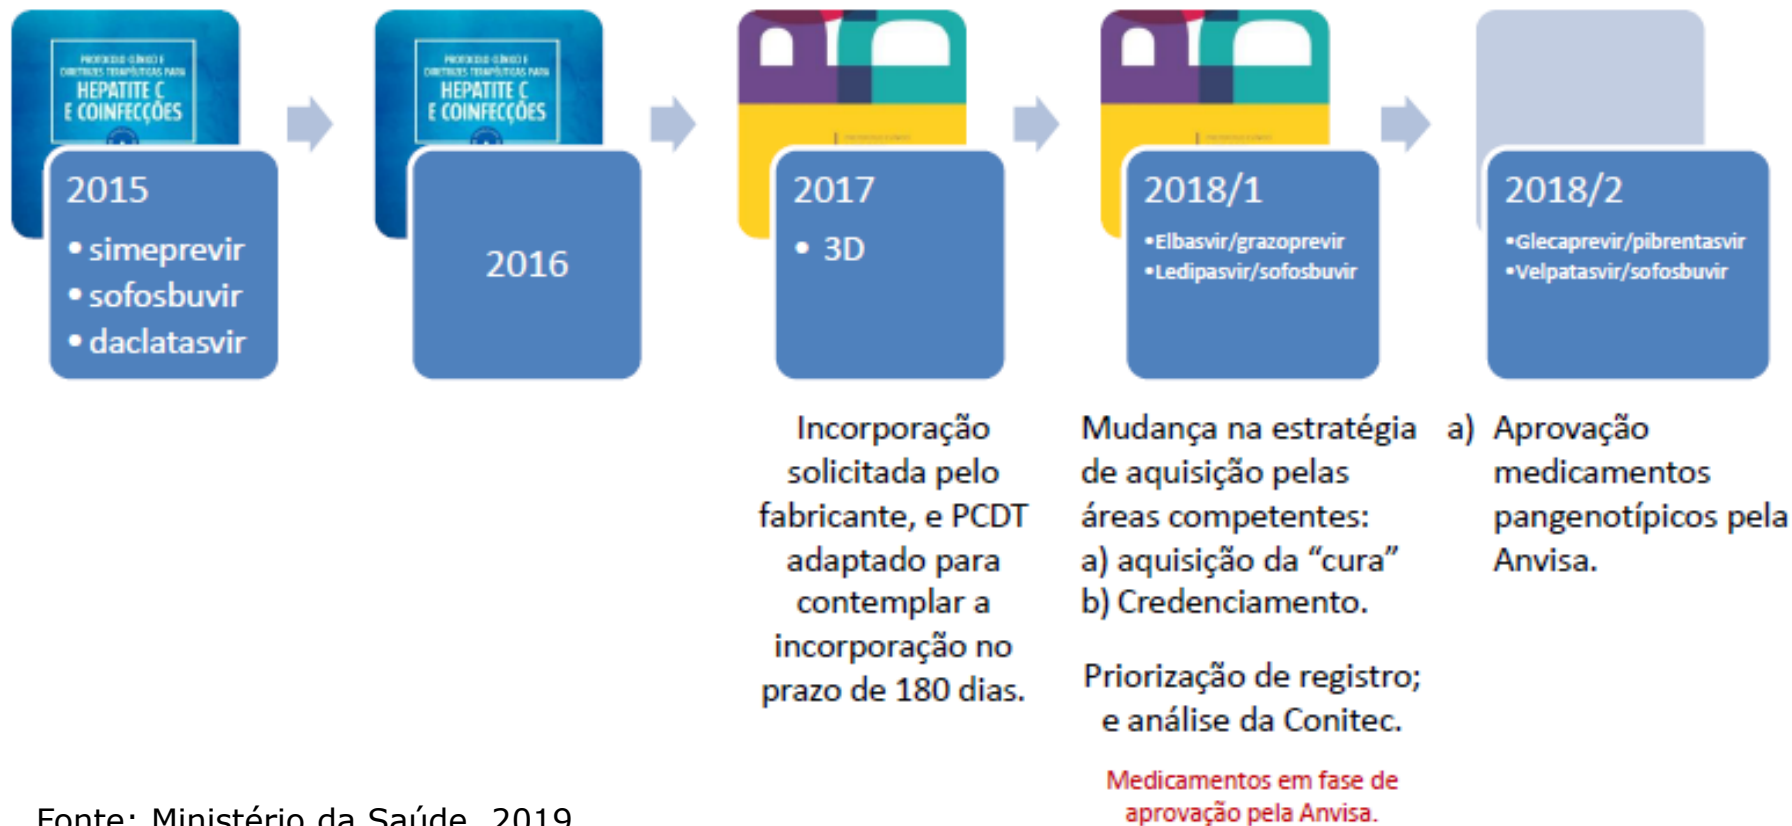 PROTOCOLO CLÍNICO E
DIRETRIZES TERAPÊUTICAS PARA
HEPATITE C
E COINFECÇÕES
2015
• simeprevir
• sofosbuvir
• daclatasvir
PROTOCOLO CLÍNICO E
DIRETRIZES TERAPÊUTICAS PARA
HEPATITE C
E COINFECÇÕES
2016
2017
• 3D
Incorporação
solicitada pelo
fabricante, e PCDT
adaptado para
contemplar a
incorporação no
prazo de 180 dias.
2018/1
•Elbasvir/grazoprevir
•Ledipasvir/sofosbuvir
Mudança na estratégia
de aquisição pelas
áreas competentes:
a) aquisição da “cura”
b) Credenciamento.
Priorização de registro;
e análise da Conitec.
Medicamentos em fase de
aprovação pela Anvisa.
2018/2
•Glecaprevir/pibrentasvir
•Velpatasvir/sofosbuvir
a) Aprovação
medicamentos
pangenotípicos pela
Anvisa.
Fonte: Ministério da Saúde, 2019